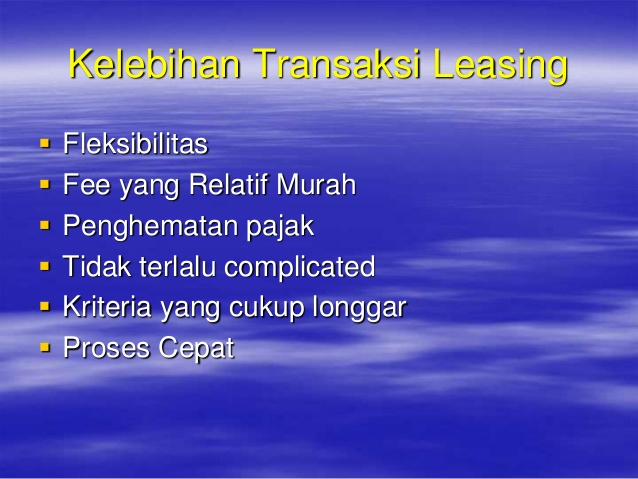 Kelebihan Transaksi Leasing
Fleksibilitas
Fee yang Relatif Murah
Penghematan pajak
Tidak terlalu complicated
Kriteria yang cukup longgar
Proses Cepat